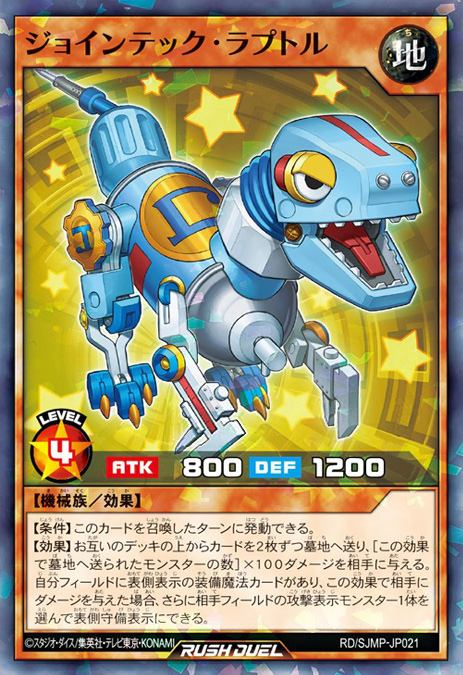 ジョインテック・ラプトル
地
LEVEL
4
ATK 800 DEF 1200
【機械族／効果】
【条件】このカードを召喚したターンに発動できる。
【効果】お互いのデッキの上からカードを2枚ずつ墓地へ送り、[この効果
で墓地へ送られたモンスターの数]×100ダメージを相手に与える。
自分フィールドに表側表示の装備魔法カードがあり、この効果で相手に
ダメージを与えた場合、さらに相手フィールドの攻撃表示モンスター1体を
選んで表側守備表示にできる。
©スタジオ・ダイス/集英社・テレビ東京・KONAMI
RUSH DUEL
RD/SJMP-JP021